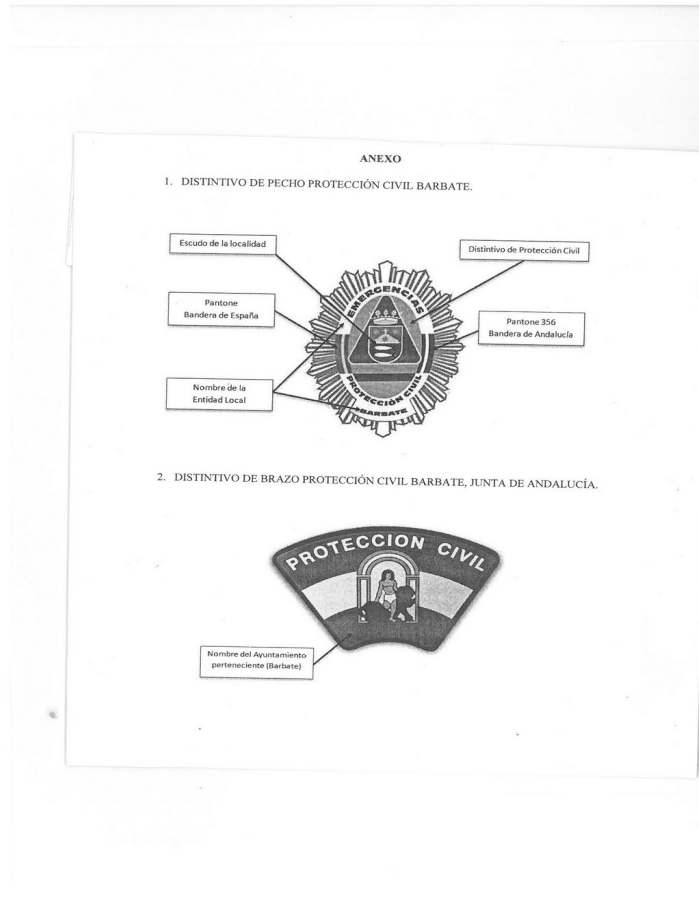 ANEXO
1. DISTINTIVO DE PECHO PROTECCIÓN CIVIL BARBATE.
Escudo de la localidad
Distintivo de Protección Civil
EMERGENCIAS
Pantone
Bandera de España
Pantone 356
Bandera de Andalucía
Nombre de la
Entidad Local
PROTECCIÓN CIVIL
BARBATE
2. DISTINTIVO DE BRAZO PROTECCIÓN CIVIL BARBATE, JUNTA DE ANDALUCÍA.
PROTECCION CIVIL
Nombre del Ayuntamiento
perteneciente (Barbate)